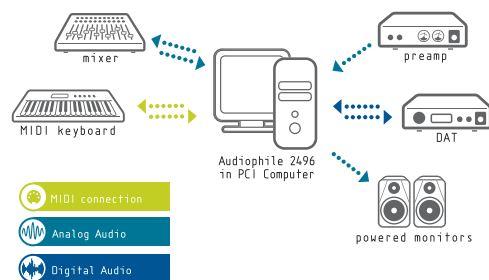 mixer
preamp
MIDI keyboard
DAT
Audiophile 2496
in PCI Computer
powered monitors
MIDI connection
Analog Audio
Digital Audio